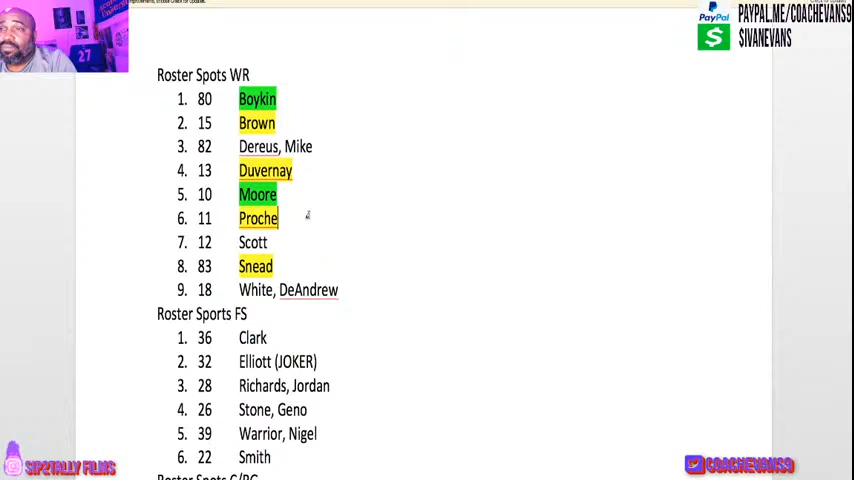 PayPal PAYPAL.ME/COACHEVANS9
$ $IVANEVANS
27
Roster Spots WR
1. 80 Boykin
2. 15 Brown
3. 82 Dereus, Mike
4. 13 Duvernay
5. 10 Moore
6. 11 Proche
7. 12 Scott
8. 83 Snead
9. 18 White, DeAndrew
Roster Sports FS
1. 36 Clark
2. 32 Elliott (JOKER)
3. 28 Richards, Jordan
4. 26 Stone, Geno
5. 39 Warrior, Nigel
6. 22 Smith
SIP2TALLY FILMS
COACHEVANS9